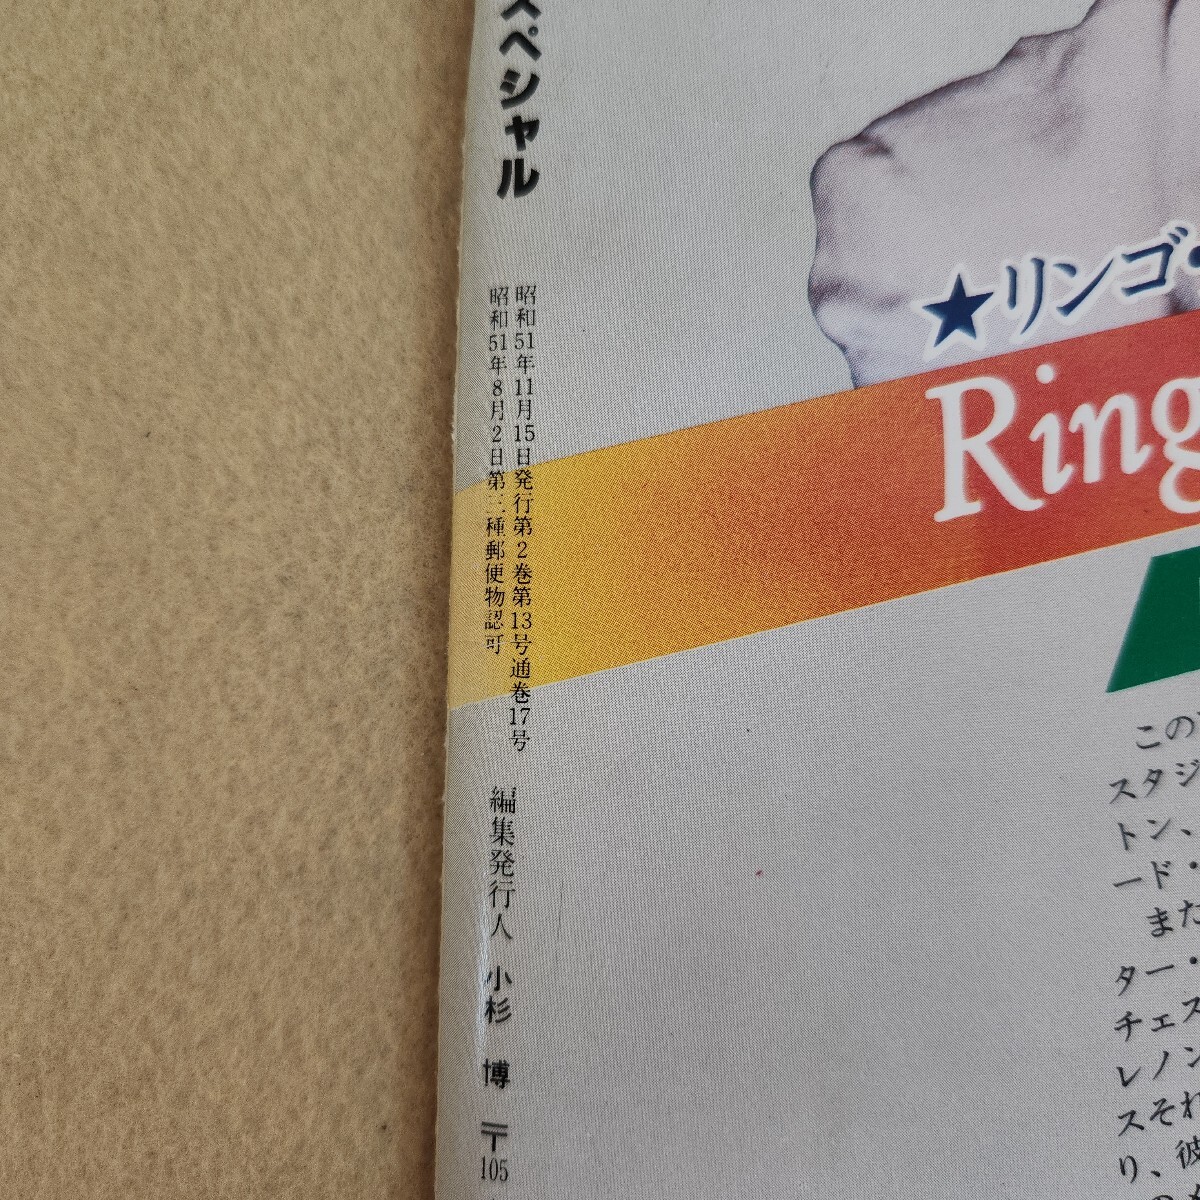 スペシャル
昭和51年11月15日発行第2巻第13号通巻17号
昭和51年8月2日第三種郵便物認可
編集発行人 小杉 博 〒105
★リンゴ・
Ring
この
スタジ
トン、
ード・
また
ター・
チェス
レノン
スそれ
り、彼